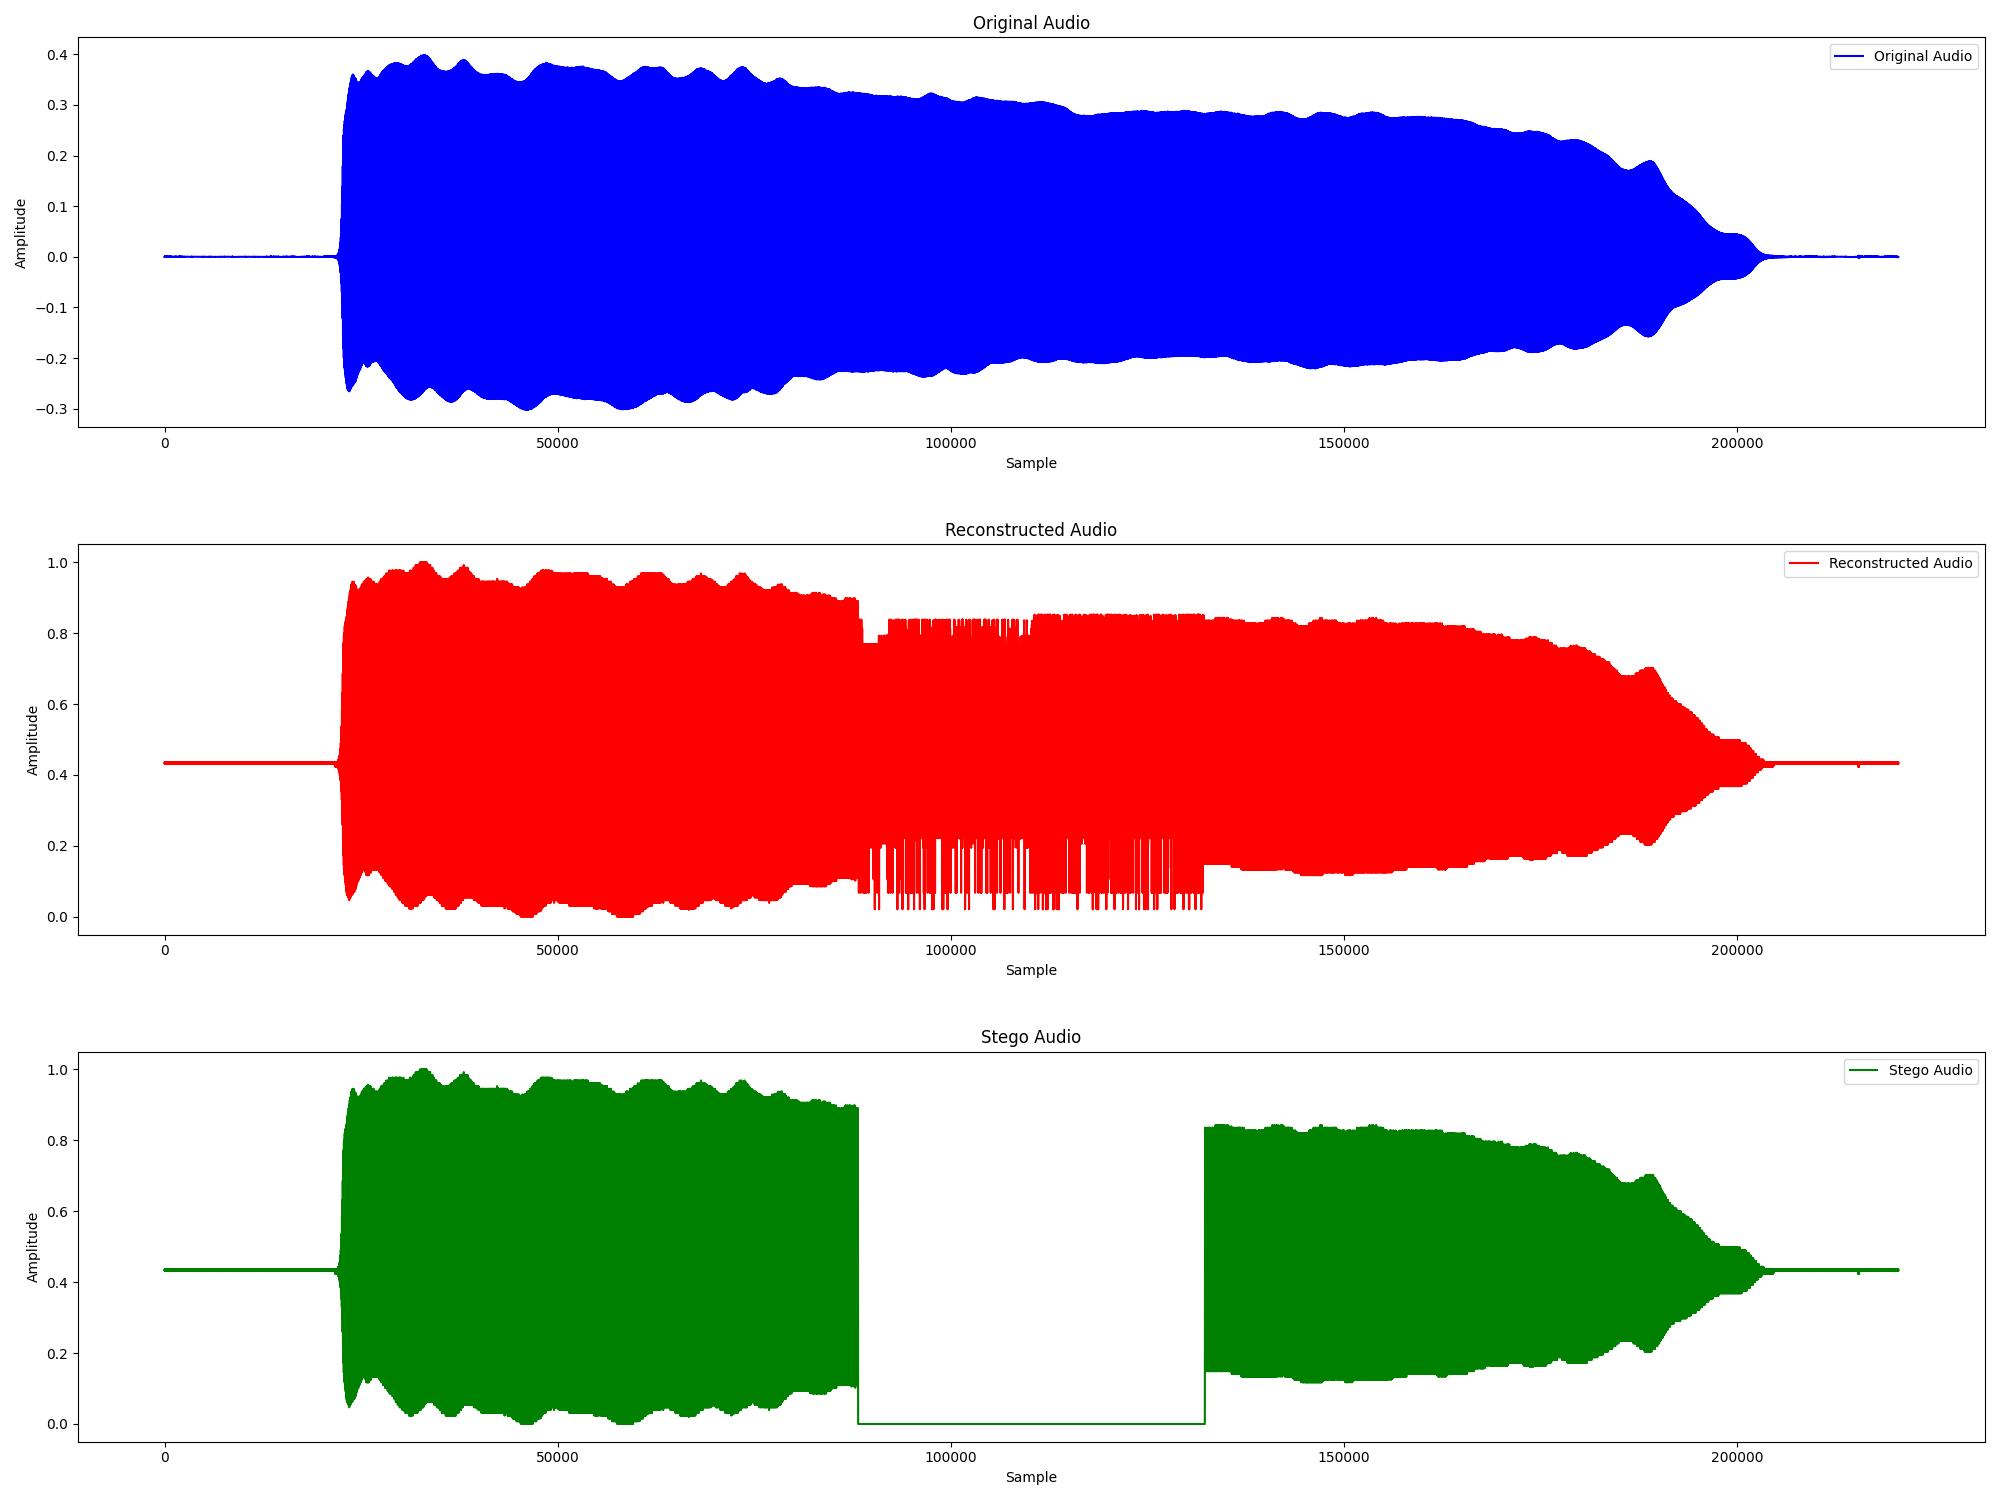 Original Audio
Original Audio
0.4
0.3
0.2
0.1
0.0
−0.1
−0.2
−0.3
Amplitude
0 50000 100000 150000 200000
Sample
Reconstructed Audio
Reconstructed Audio
1.0
0.8
0.6
0.4
0.2
0.0
Amplitude
0 50000 100000 150000 200000
Sample
Stego Audio
Stego Audio
1.0
0.8
0.6
0.4
0.2
0.0
Amplitude
0 50000 100000 150000 200000
Sample